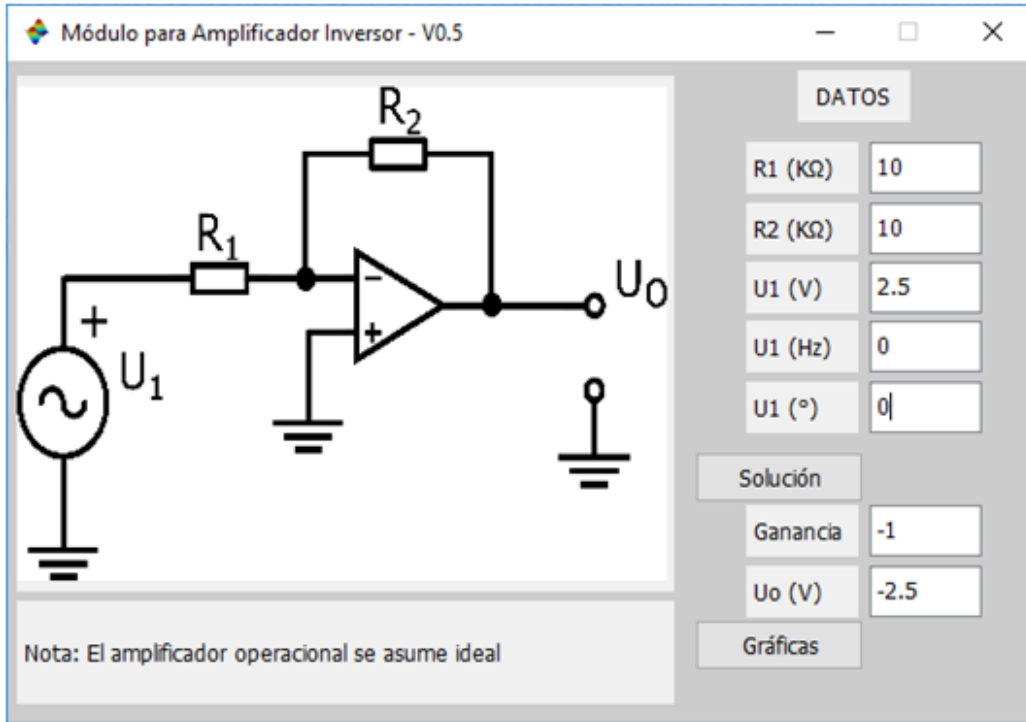 Módulo para Amplificador Inversor - V0.5
R2
R1
-
+
U0
+
U1
Nota: El amplificador operacional se asume ideal
DATOS
R1 (KΩ) 10
R2 (KΩ) 10
U1 (V) 2.5
U1 (Hz) 0
U1 (°) 0
Solución
Ganancia -1
Uo (V) -2.5
Gráficas